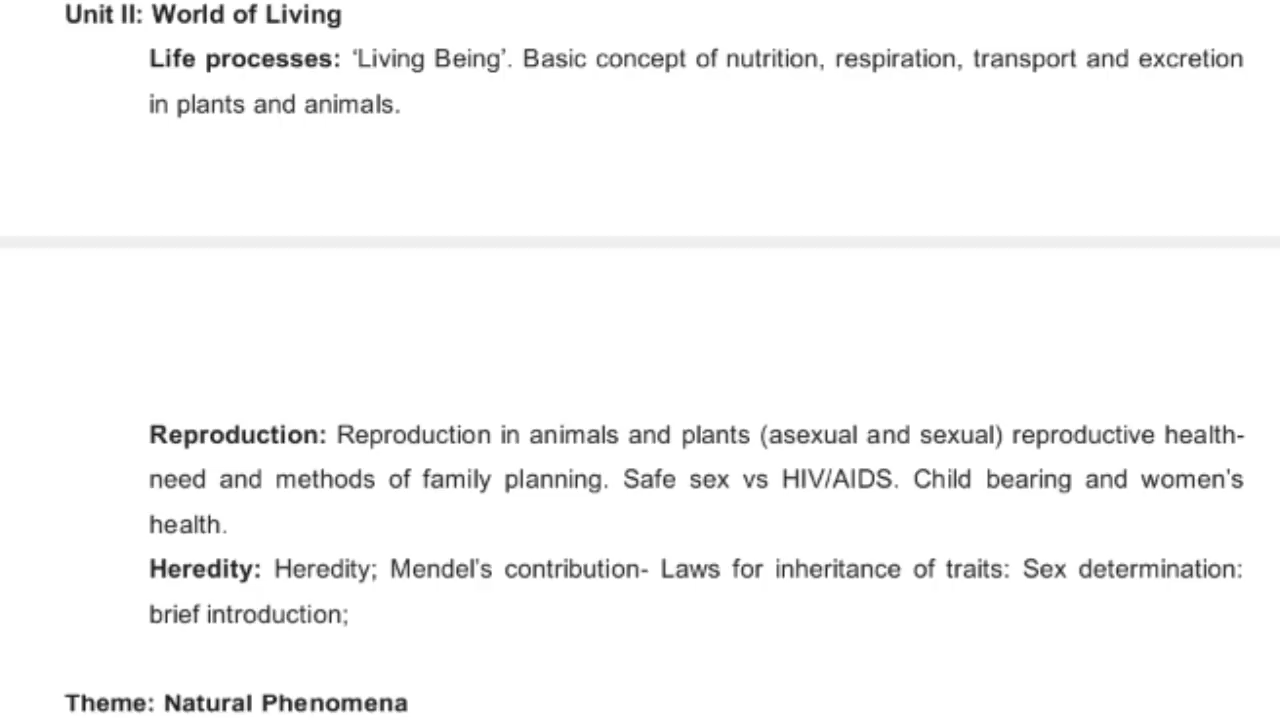 Unit II: World of Living
Life processes: ‘Living Being’. Basic concept of nutrition, respiration, transport and excretion
in plants and animals.
Reproduction: Reproduction in animals and plants (asexual and sexual) reproductive health-
need and methods of family planning. Safe sex vs HIV/AIDS. Child bearing and women’s
health.
Heredity: Heredity; Mendel’s contribution- Laws for inheritance of traits: Sex determination:
brief introduction;
Theme: Natural Phenomena